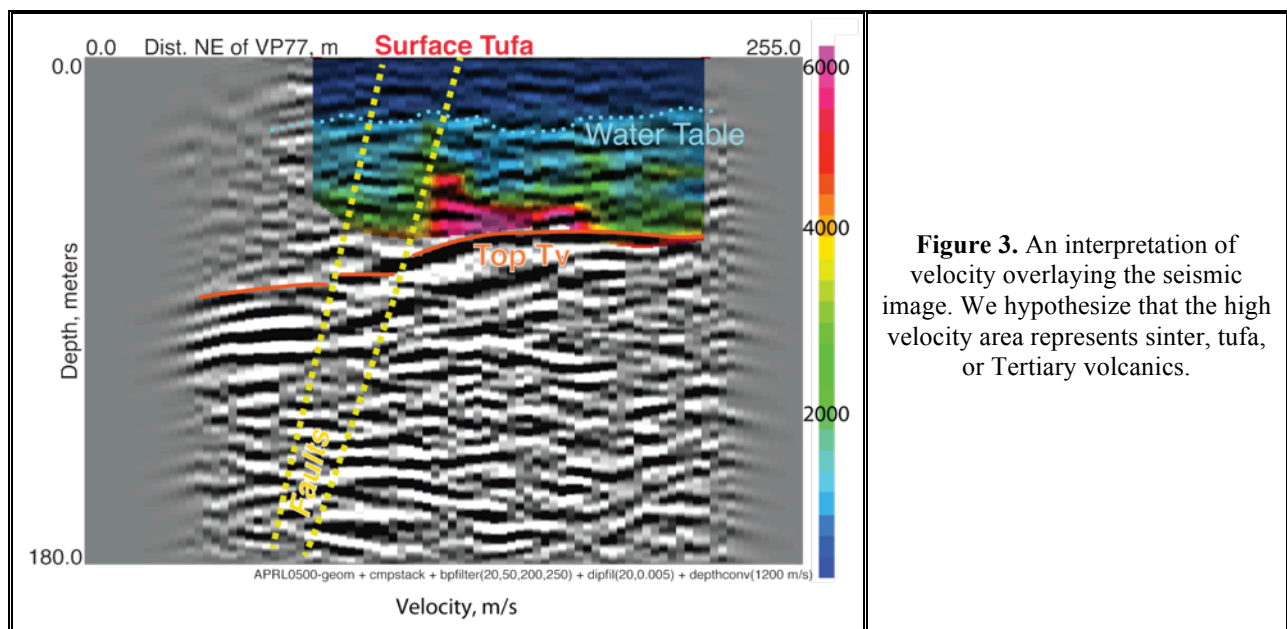 0.0 Dist. NE of VP77, m Surface Tufa 255.0
0.0
6000
Water Table
4000
Top Tv
Depth, meters
2000
Faults
180.0
APRL0500-geom + cmpstack + bpfilter(20,50,200,250) + dipfil(20,0.005) + depthconv(1200 m/s)
Velocity, m/s
Figure 3. An interpretation of
velocity overlaying the seismic
image. We hypothesize that the high
velocity area represents sinter, tufa,
or Tertiary volcanics.